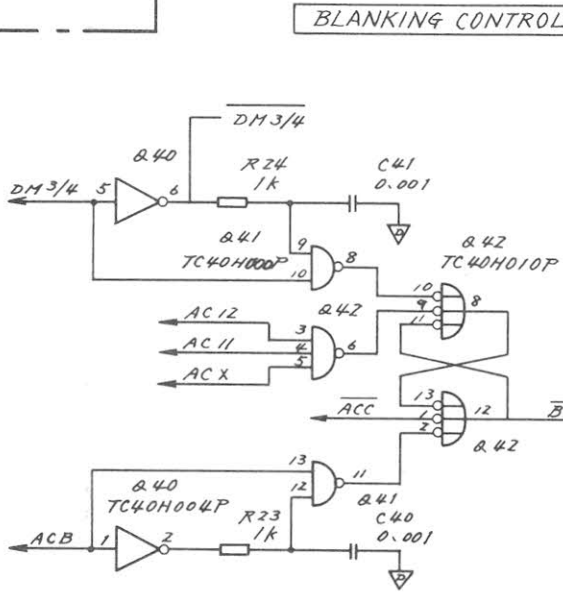 BLANKING CONTROL
DM3/4
Q40
R24
1k
C41
0.001
DM3/4
5
6
D
Q41
TC40H000P
9
10
8
Q42
TC40H010P
10
9
11
8
AC12
AC11
ACX
3
4
5
Q42
6
ACC
13
1
2
12
B
Q42
13
12
11
Q41
Q40
TC40H004P
R23
1k
C40
0.001
ACB
1
2
D